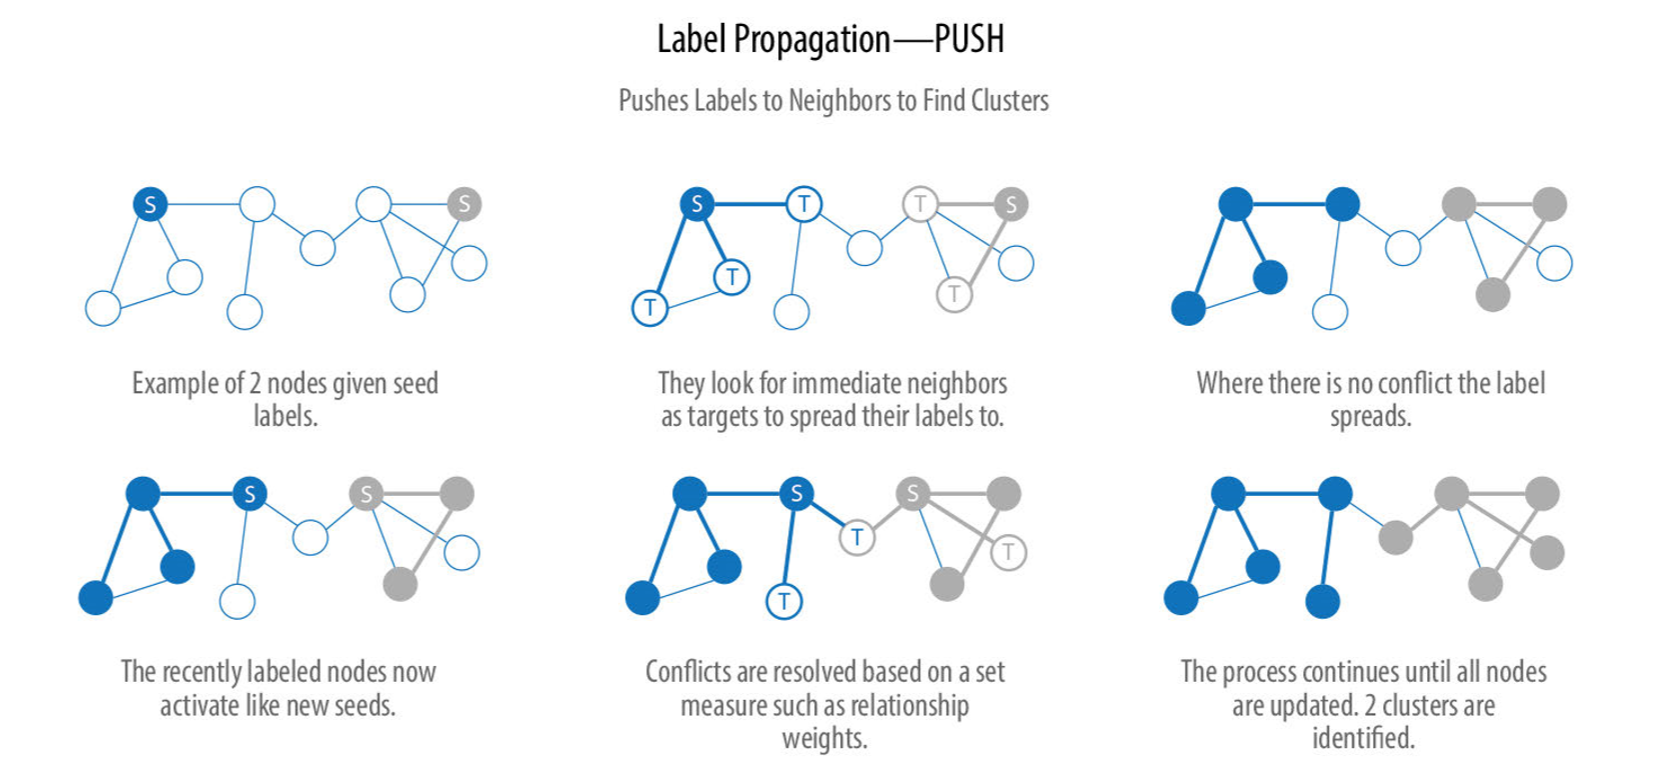 Label Propagation—PUSH
Pushes Labels to Neighbors to Find Clusters
S
S
Example of 2 nodes given seed
labels.
S
T
T
S
T
T
T
They look for immediate neighbors
as targets to spread their labels to.
Where there is no conflict the label
spreads.
S
S
The recently labeled nodes now
activate like new seeds.
S
S
T
T
T
Conflicts are resolved based on a set
measure such as relationship
weights.
The process continues until all nodes
are updated. 2 clusters are
identified.